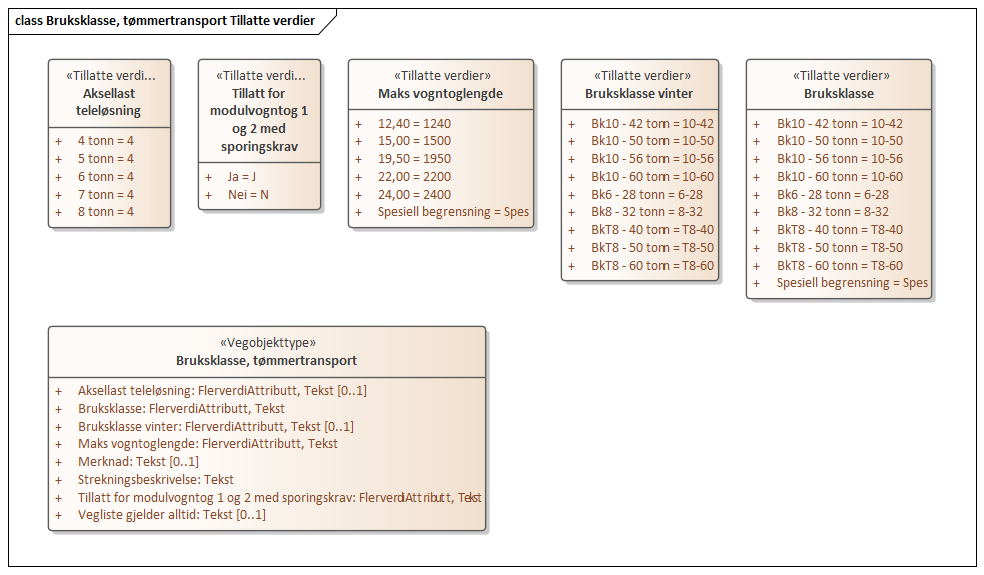 class Bruksklasse, tømmertransport Tillatte verdier
«Tillatte verdi...
Aksellast
teleløsning
+ 4 tonn = 4
+ 5 tonn = 4
+ 6 tonn = 4
+ 7 tonn = 4
+ 8 tonn = 4
«Tillatte verdi...
Tillatt for
modulvogntog 1
og 2 med
sporingskrav
+ Ja = J
+ Nei = N
«Tillatte verdier»
Maks vogntoglengde
+ 12,40 = 1240
+ 15,00 = 1500
+ 19,50 = 1950
+ 22,00 = 2200
+ 24,00 = 2400
+ Spesiell begrensning = Spes
«Tillatte verdier»
Bruksklasse vinter
+ Bk10 - 42 tonn = 10-42
+ Bk10 - 50 tonn = 10-50
+ Bk10 - 56 tonn = 10-56
+ Bk10 - 60 tonn = 10-60
+ Bk6 - 28 tonn = 6-28
+ Bk8 - 32 tonn = 8-32
+ BkT8 - 40 tonn = T8-40
+ BkT8 - 50 tonn = T8-50
+ BkT8 - 60 tonn = T8-60
«Tillatte verdier»
Bruksklasse
+ Bk10 - 42 tonn = 10-42
+ Bk10 - 50 tonn = 10-50
+ Bk10 - 56 tonn = 10-56
+ Bk10 - 60 tonn = 10-60
+ Bk6 - 28 tonn = 6-28
+ Bk8 - 32 tonn = 8-32
+ BkT8 - 40 tonn = T8-40
+ BkT8 - 50 tonn = T8-50
+ BkT8 - 60 tonn = T8-60
+ Spesiell begrensning = Spes
«Vegobjekttype»
Bruksklasse, tømmertransport
+ Aksellast teleløsning: FlerverdiAttributt, Tekst [0..1]
+ Bruksklasse: FlerverdiAttributt, Tekst
+ Bruksklasse vinter: FlerverdiAttributt, Tekst [0..1]
+ Maks vogntoglengde: FlerverdiAttributt, Tekst
+ Merknad: Tekst [0..1]
+ Strekningsbeskrivelse: Tekst
+ Tillatt for modulvogntog 1 og 2 med sporingskrav: FlerverdiAttributt, Tekst
+ Vegliste gjelder alltid: Tekst [0..1]